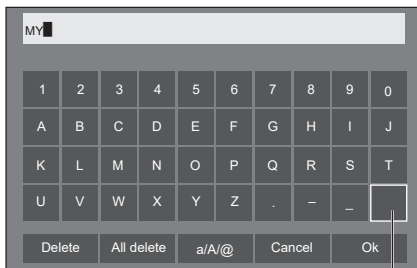 MY
1 2 3 4 5 6 7 8 9 0
A B C D E F G H I J
K L M N O P Q R S T
U V W X Y Z . – _
Delete All delete a/A/@ Cancel Ok